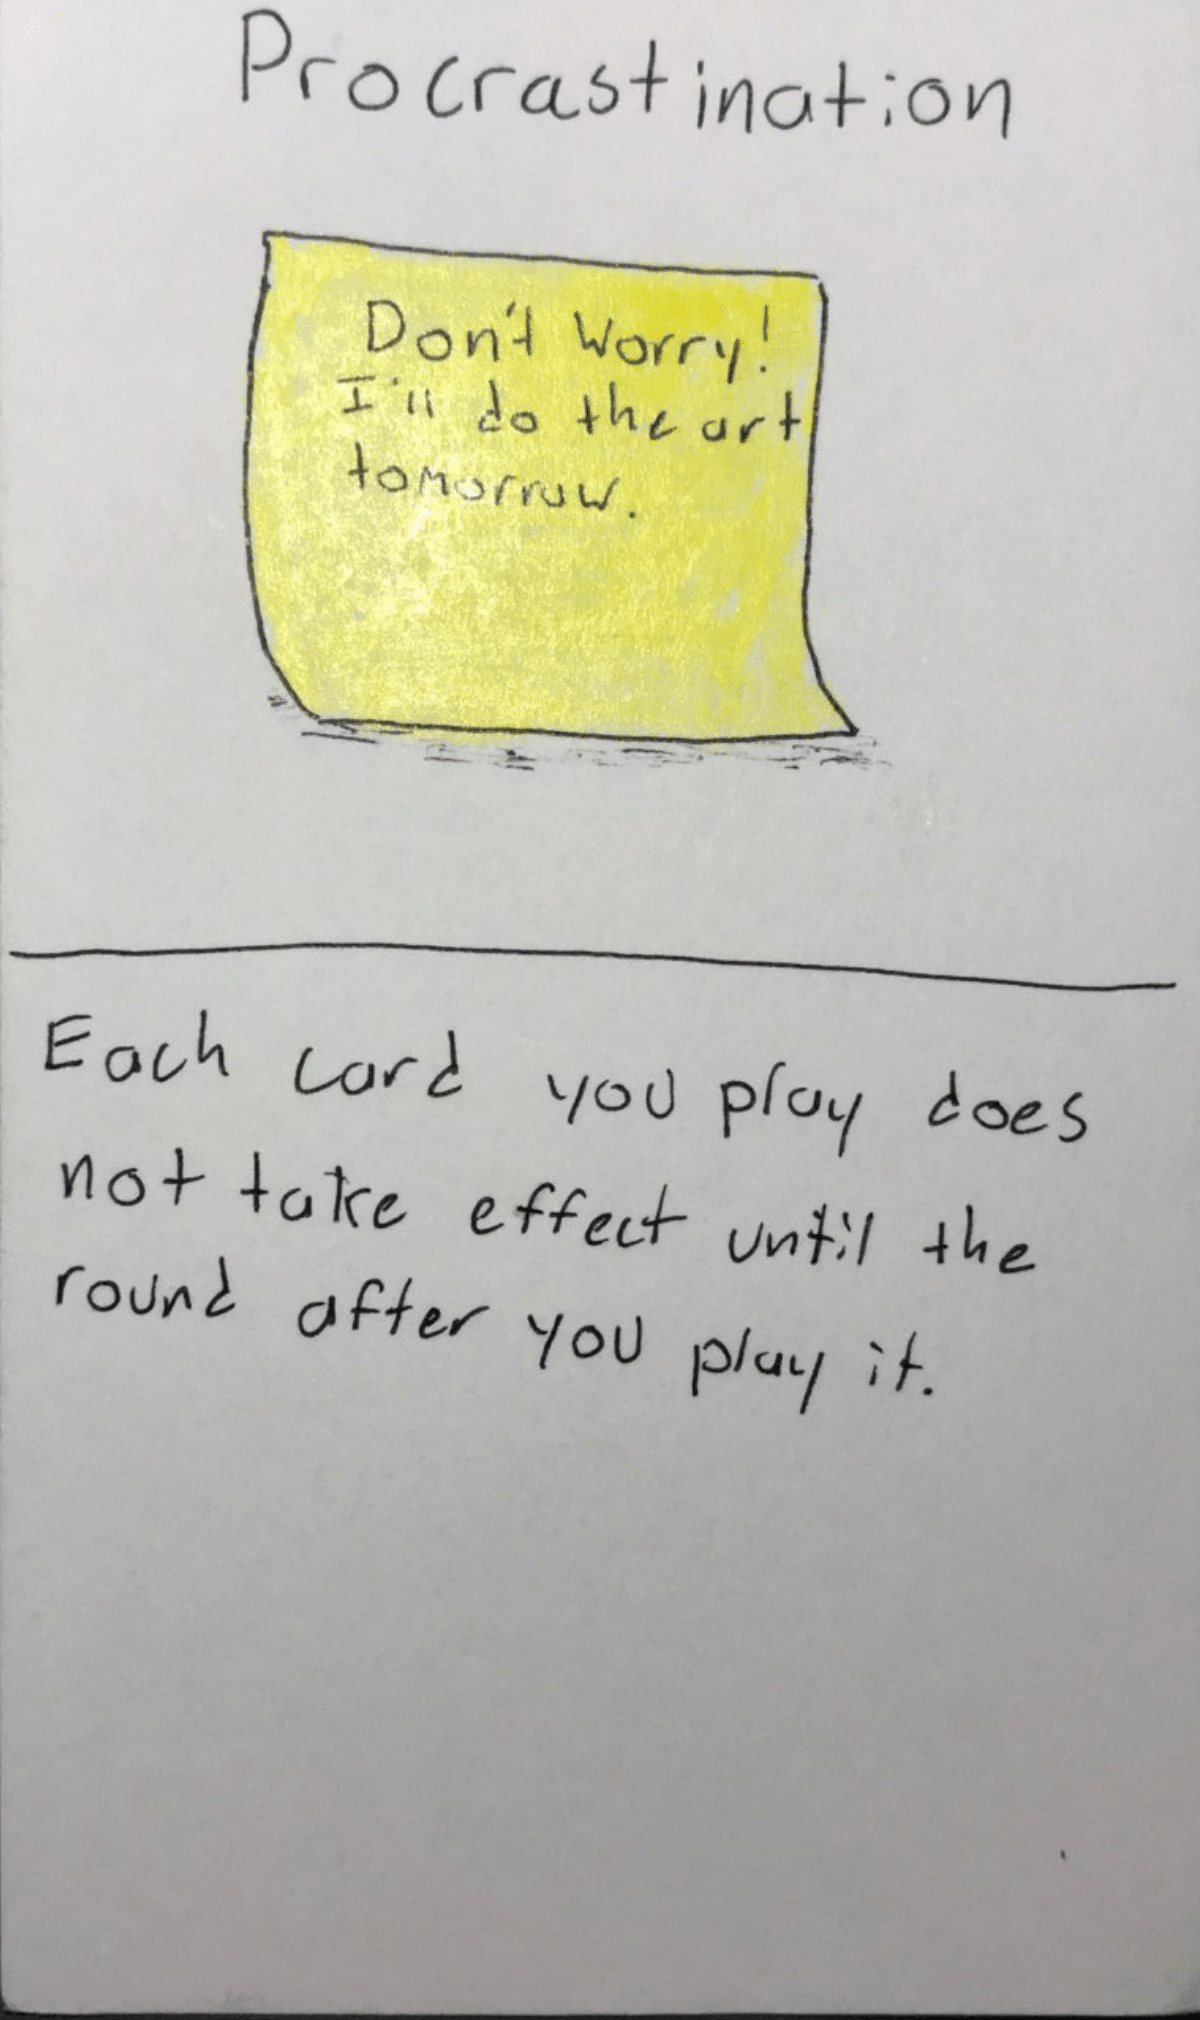 Procrastination
Don't Worry!
I'll do the art
tomorrow.
Each card you play does
not take effect until the
round after you play it.